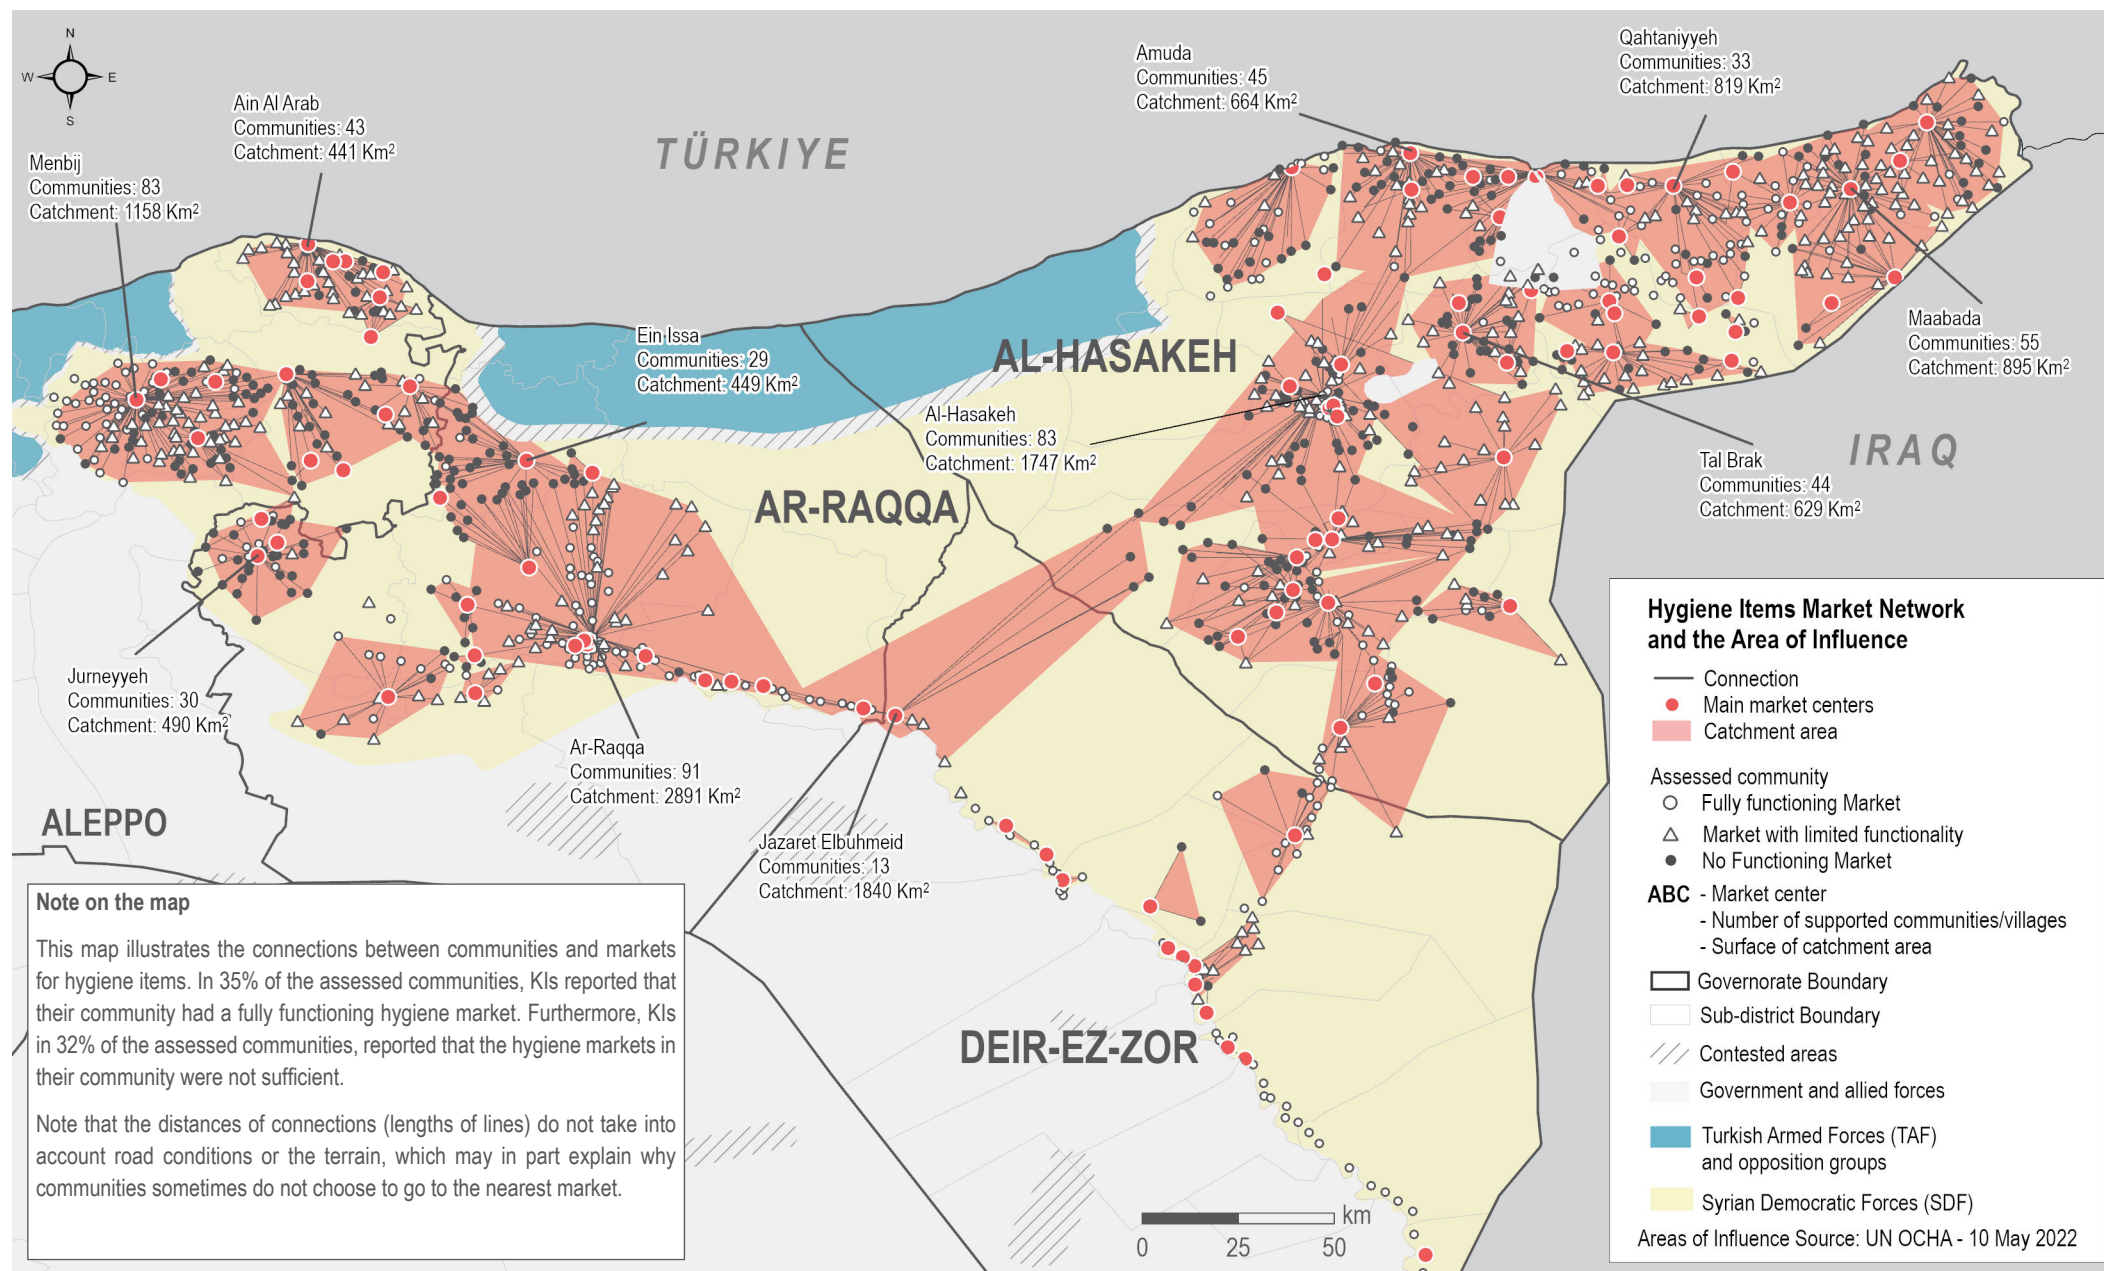 N
W
E
S
Ain Al Arab
Communities: 43
Catchment: 441 Km²
Menbij
Communities: 83
Catchment: 1158 Km²
TÜRKIYE
Amuda
Communities: 45
Catchment: 664 Km²
Qahtaniyyeh
Communities: 33
Catchment: 819 Km²
Ein Issa
Communities: 29
Catchment: 449 Km²
AL-HASAKEH
Al-Hasakeh
Communities: 83
Catchment: 1747 Km²
Maabada
Communities: 55
Catchment: 895 Km²
IRAQ
Tal Brak
Communities: 44
Catchment: 629 Km²
AR-RAQQA
Jurneyyeh
Communities: 30
Catchment: 490 Km²
Ar-Raqqa
Communities: 91
Catchment: 2891 Km²
ALEPPO
Jazaret Elbuhmeid
Communities: 13
Catchment: 1840 Km²
DEIR-EZ-ZOR
Note on the map
This map illustrates the connections between communities and markets
for hygiene items. In 35% of the assessed communities, KIs reported that
their community had a fully functioning hygiene market. Furthermore, KIs
in 32% of the assessed communities, reported that the hygiene markets in
their community were not sufficient.
Note that the distances of connections (lengths of lines) do not take into
account road conditions or the terrain, which may in part explain why
communities sometimes do not choose to go to the nearest market.
km
0 25 50
Hygiene Items Market Network
and the Area of Influence
Connection
Main market centers
Catchment area
Assessed community
Fully functioning Market
Market with limited functionality
No Functioning Market
ABC - Market center
- Number of supported communities/villages
- Surface of catchment area
Governorate Boundary
Sub-district Boundary
Contested areas
Government and allied forces
Turkish Armed Forces (TAF)
and opposition groups
Syrian Democratic Forces (SDF)
Areas of Influence Source: UN OCHA - 10 May 2022